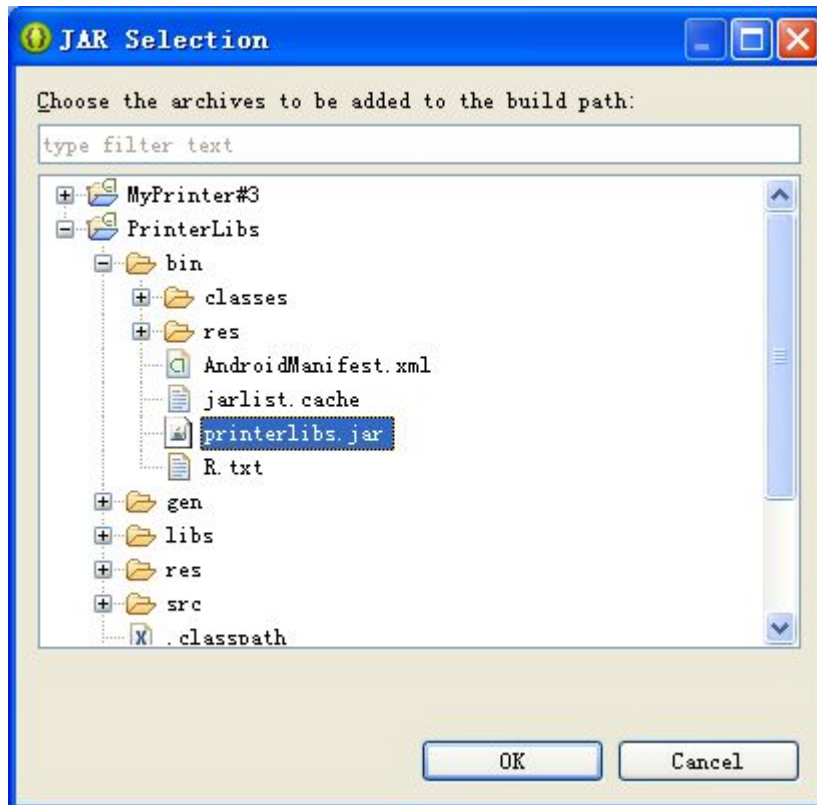 JAR Selection
Choose the archives to be added to the build path:
type filter text
MyPrinter#3
PrinterLibs
bin
classes
res
AndroidManifest.xml
jarlist.cache
printerlibs.jar
R.txt
gen
libs
res
src
.classpath
OK
Cancel